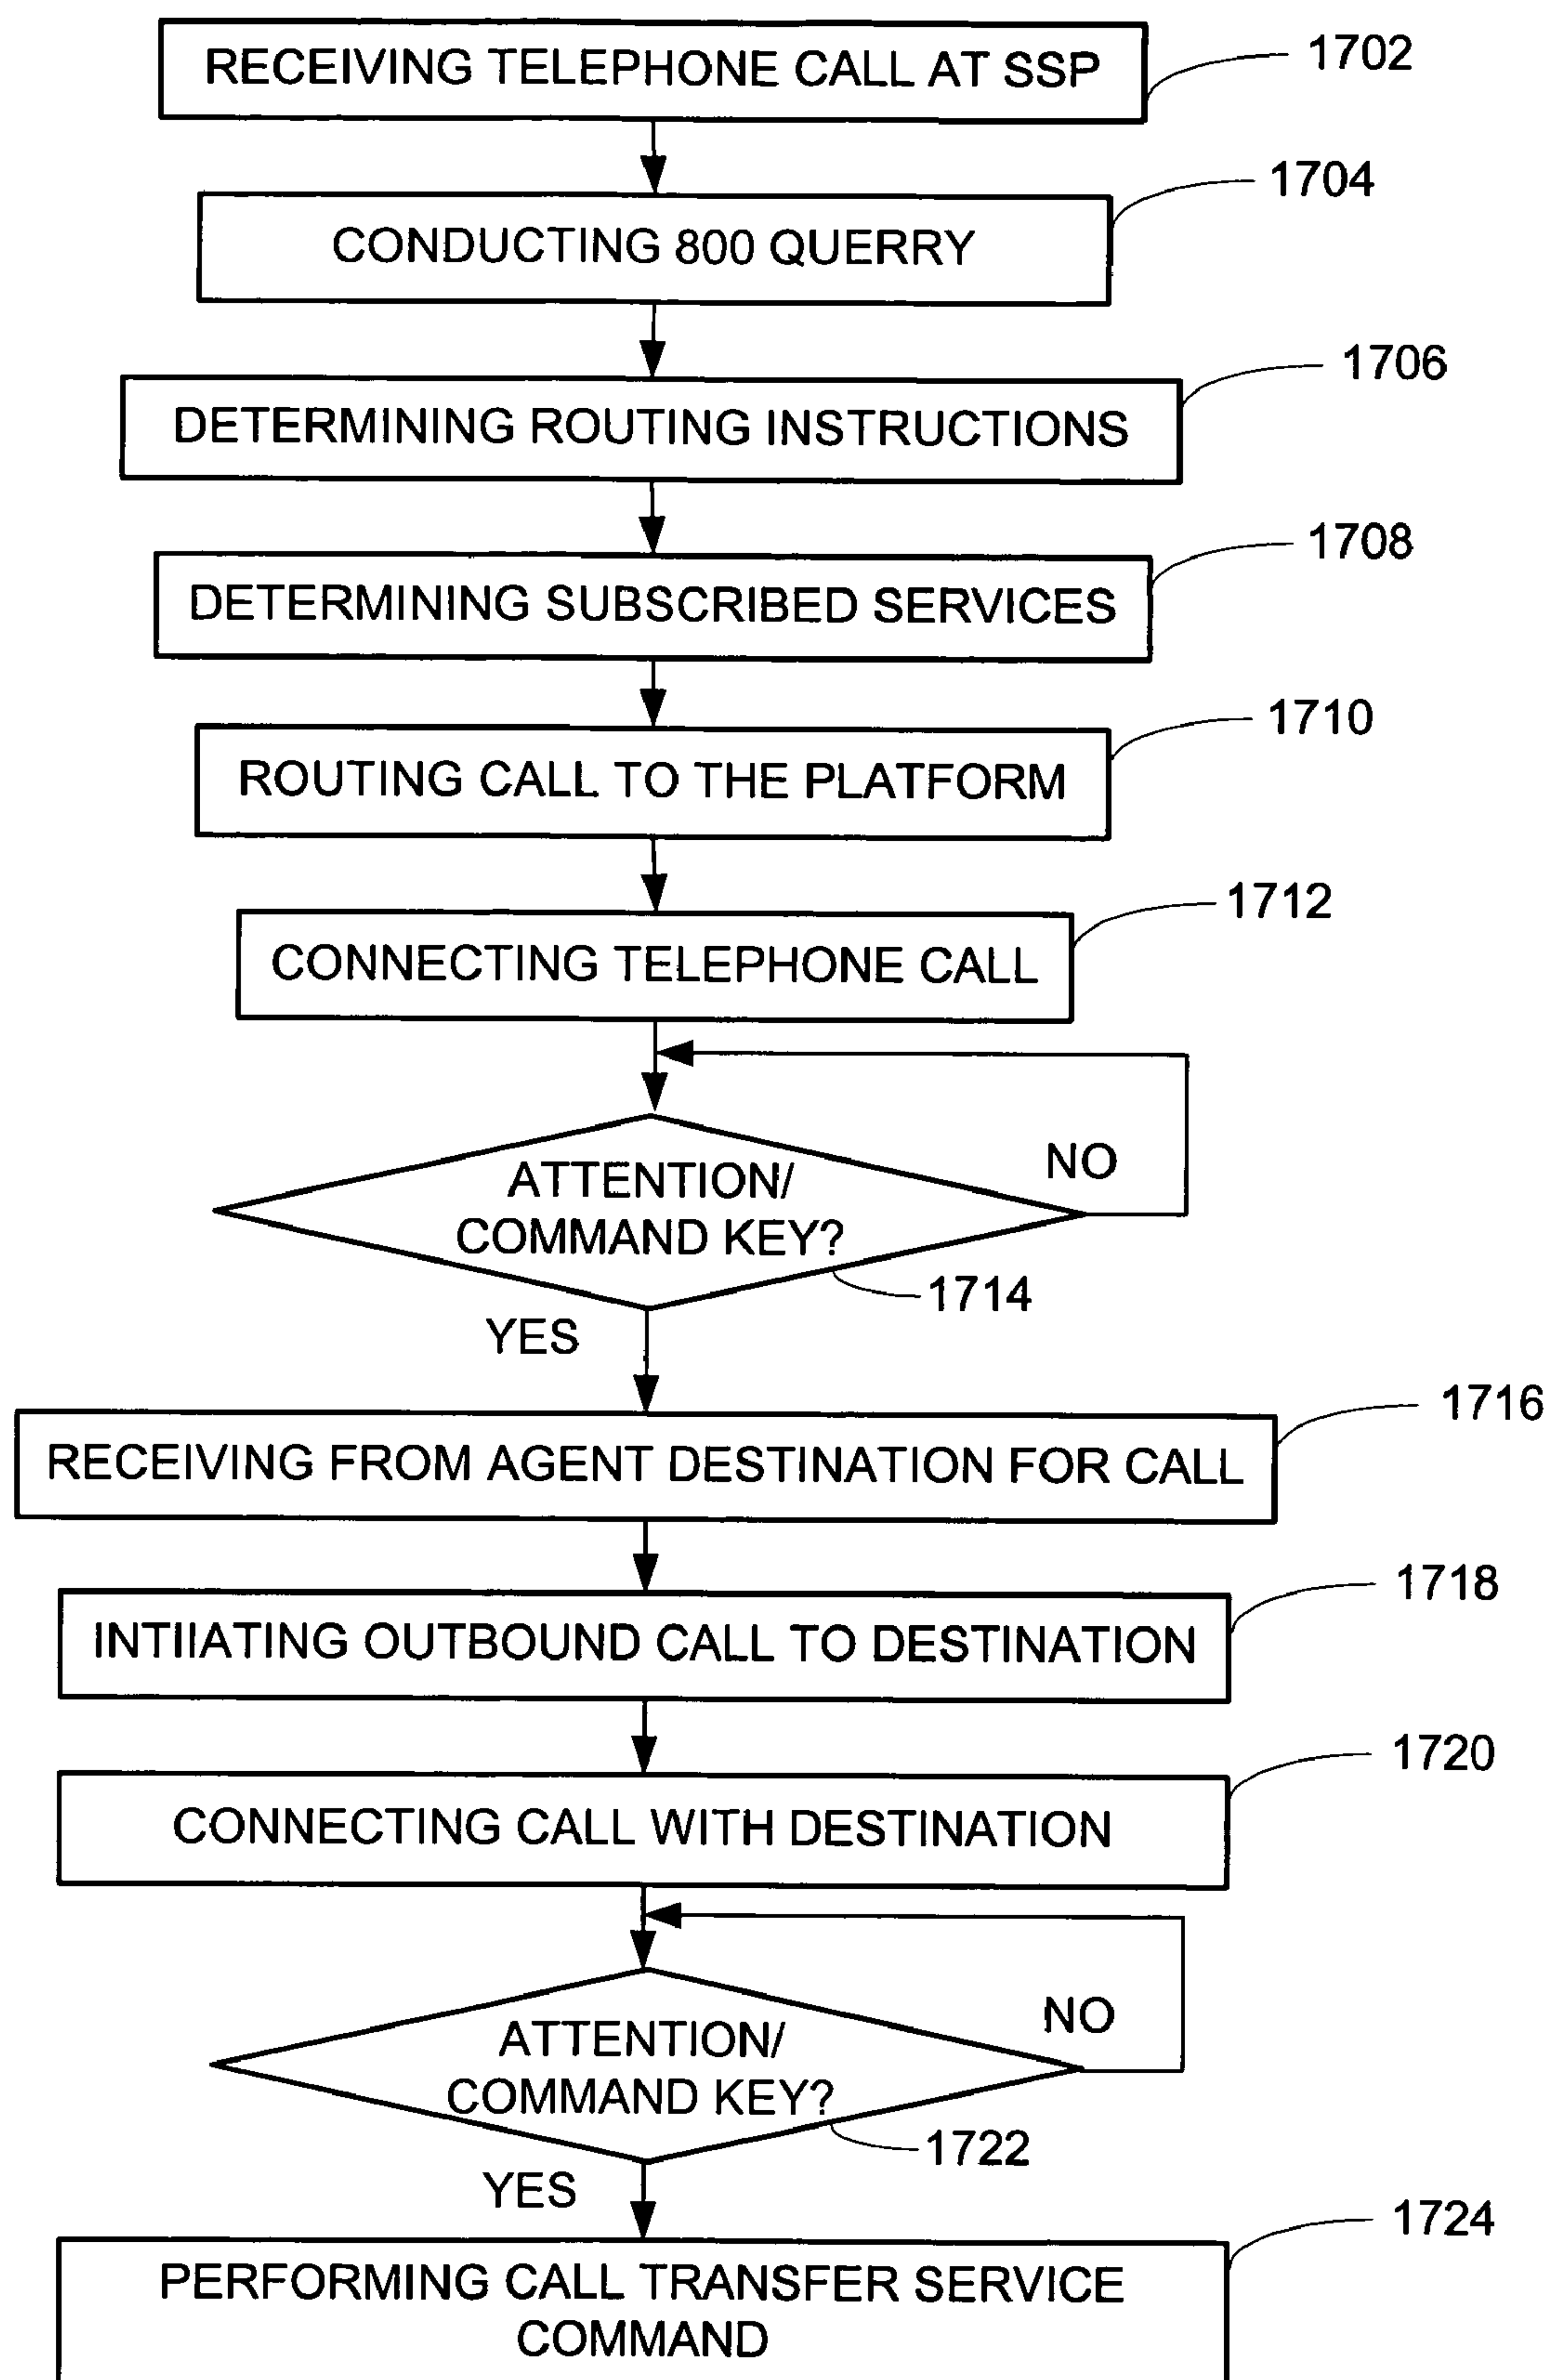 RECEIVING TELEPHONE CALL AT SSP
1702
1704
CONDUCTING 800 QUERRY
1706
DETERMINING ROUTING INSTRUCTIONS
1708
DETERMINING SUBSCRIBED SERVICES
1710
ROUTING CALL TO THE PLATFORM
1712
CONNECTING TELEPHONE CALL
NO
ATTENTION/
COMMAND KEY?
1714
YES
1716
RECEIVING FROM AGENT DESTINATION FOR CALL
1718
INTIIATING OUTBOUND CALL TO DESTINATION
1720
CONNECTING CALL WITH DESTINATION
NO
ATTENTION/
COMMAND KEY?
1722
YES
1724
PERFORMING CALL TRANSFER SERVICE
COMMAND